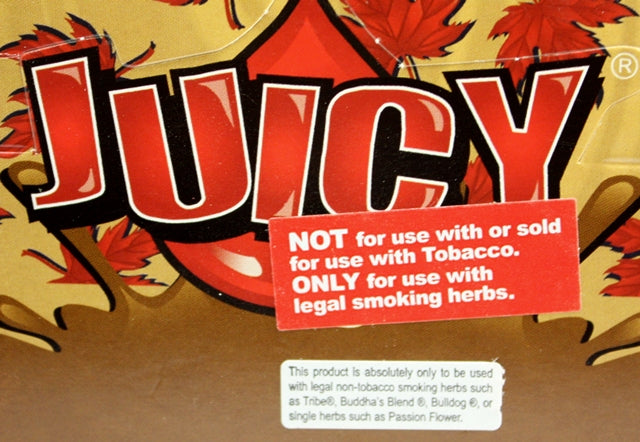 JUICY®
NOT for use with or sold
for use with Tobacco.
ONLY for use with
legal smoking herbs.
This product is absolutely only to be used
with legal non-tobacco smoking herbs such
as Tribe®, Buddha's Blend ®, Bulldog ®, or
single herbs such as Passion Flower.